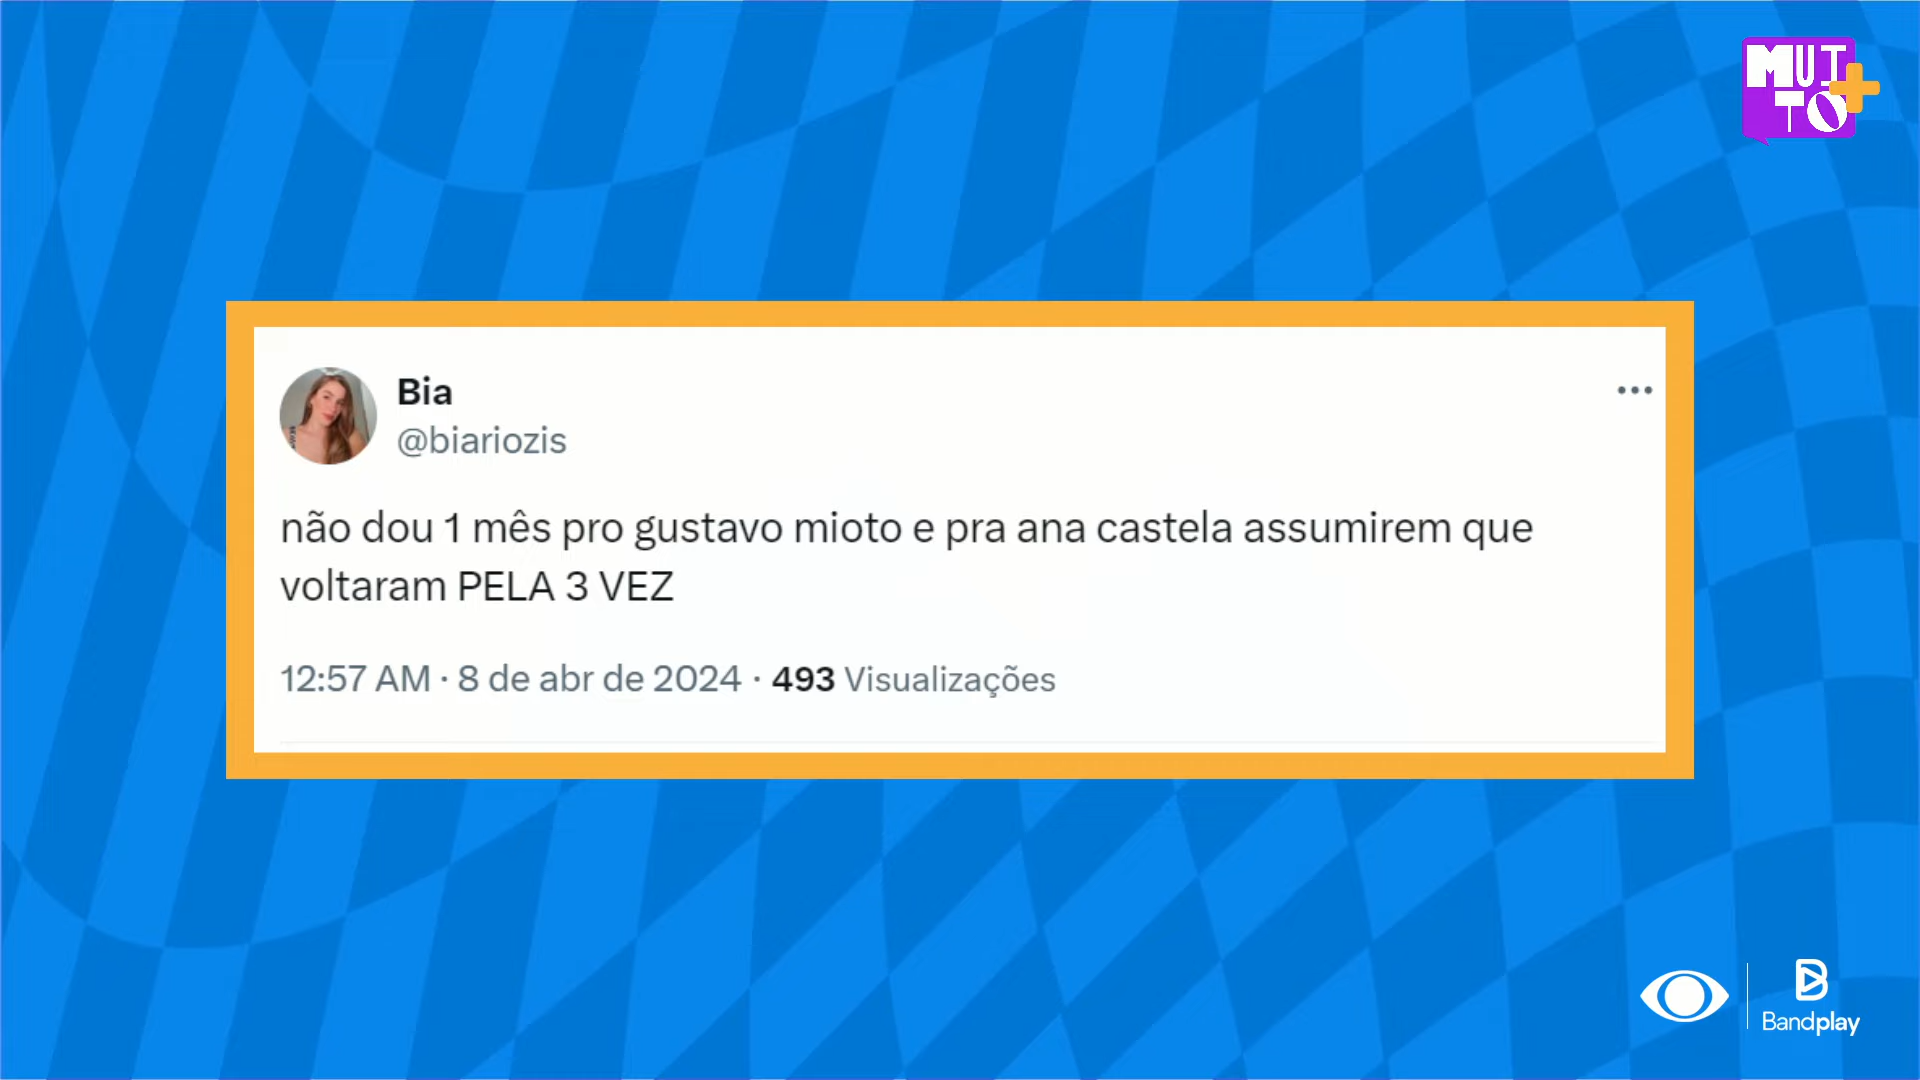 MUI
TO+
Bia
@biariozis
não dou 1 mês pro gustavo mioto e pra ana castela assumirem que
voltaram PELA 3 VEZ
12:57 AM · 8 de abr de 2024 · 493 Visualizações
Bandplay